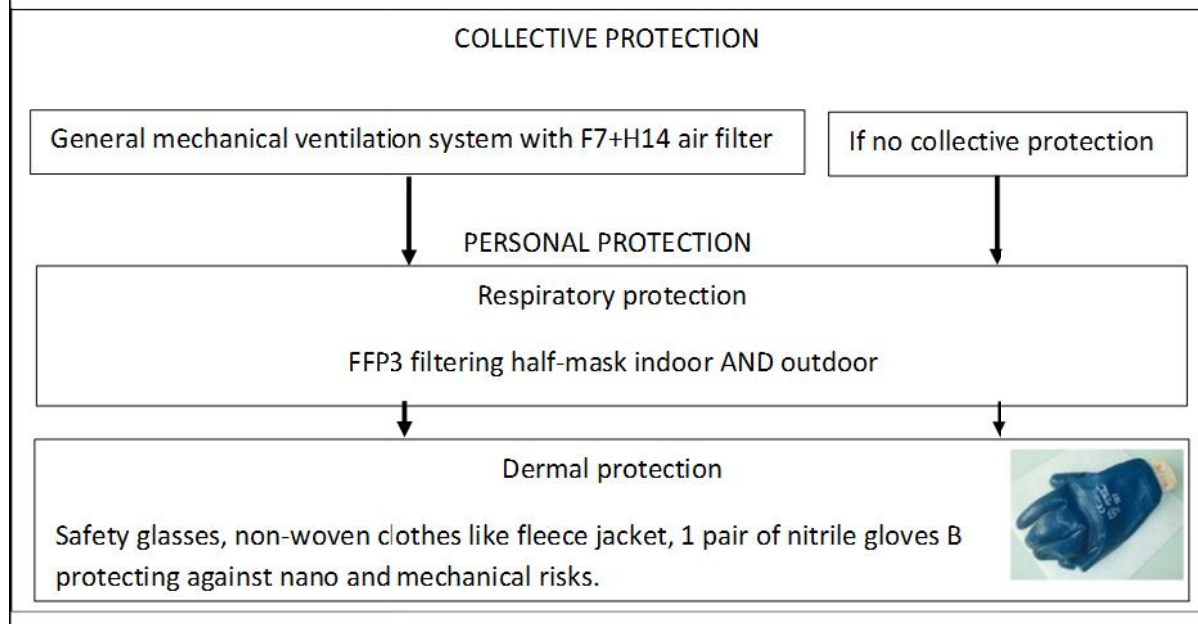 COLLECTIVE PROTECTION
General mechanical ventilation system with F7+H14 air filter
If no collective protection
PERSONAL PROTECTION
Respiratory protection
FFP3 filtering half-mask indoor AND outdoor
Dermal protection
Safety glasses, non-woven clothes like fleece jacket, 1 pair of nitrile gloves B
protecting against nano and mechanical risks.